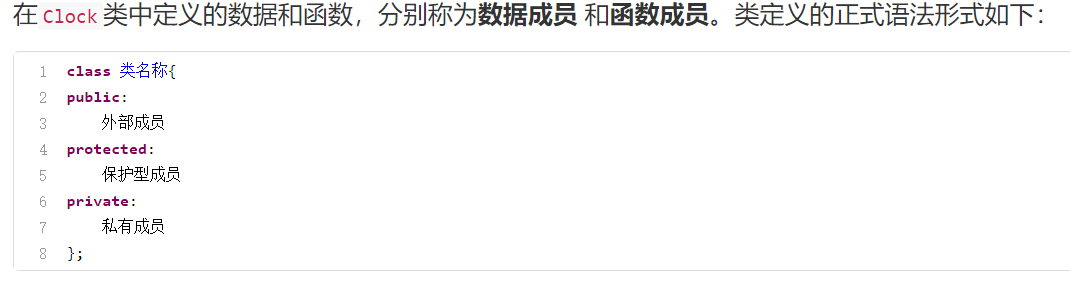 在 Clock 类中定义的数据和函数，分别称为数据成员 和函数成员。类定义的正式语法形式如下：
1 class 类名称{
2 public:
3 外部成员
4 protected:
5 保护型成员
6 private:
7 私有成员
8 };